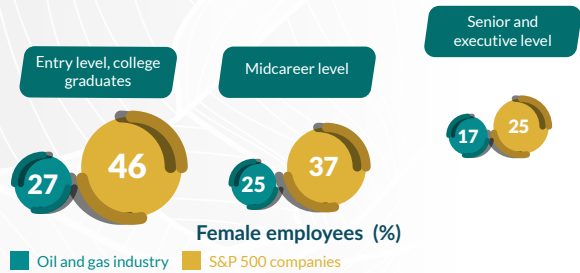 Entry level, college
graduates
Midcareer level
Senior and
executive level
27
46
25
37
17
25
Female employees (%)
Oil and gas industry
S&P 500 companies